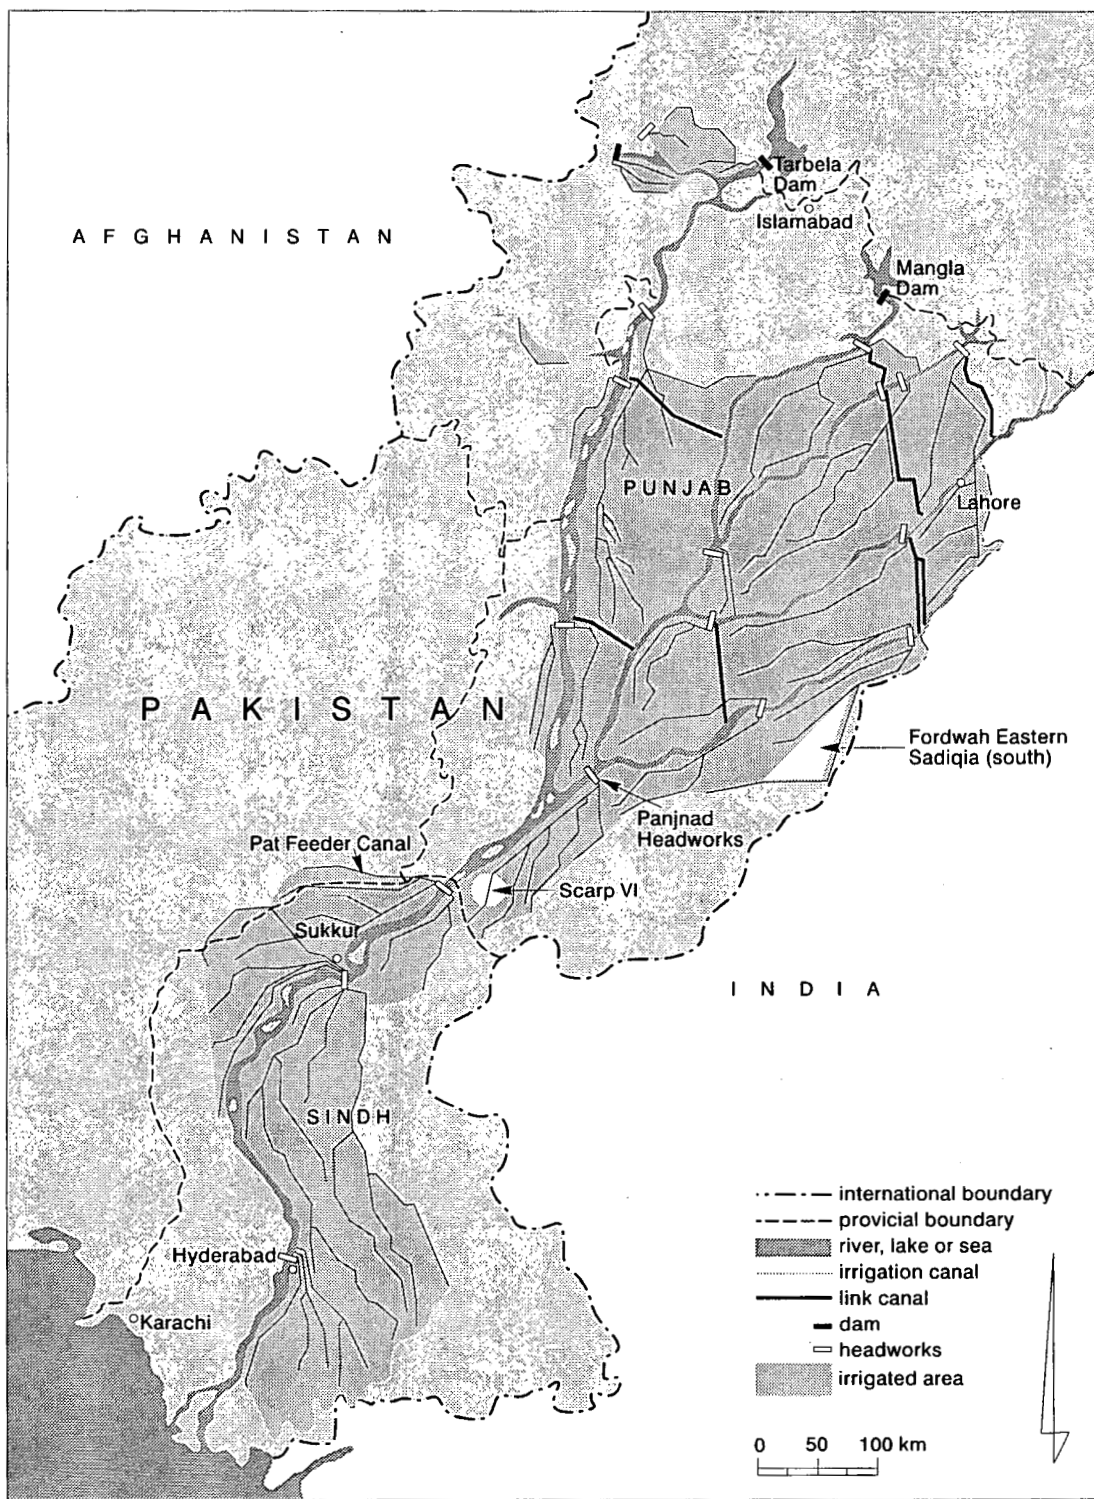 Tarbela
Dam
Islamabad
AFGHANISTAN
Mangla
Dam
PUNJAB
Lahore
PAKISTAN
Fordwah Eastern
Sadiqia (south)
Panjnad
Headworks
Pat Feeder Canal
Scarp VI
Sukkur
INDIA
SINDH
international boundary
provicial boundary
river, lake or sea
irrigation canal
link canal
dam
headworks
irrigated area
Hyderabad
Karachi
0 50 100 km